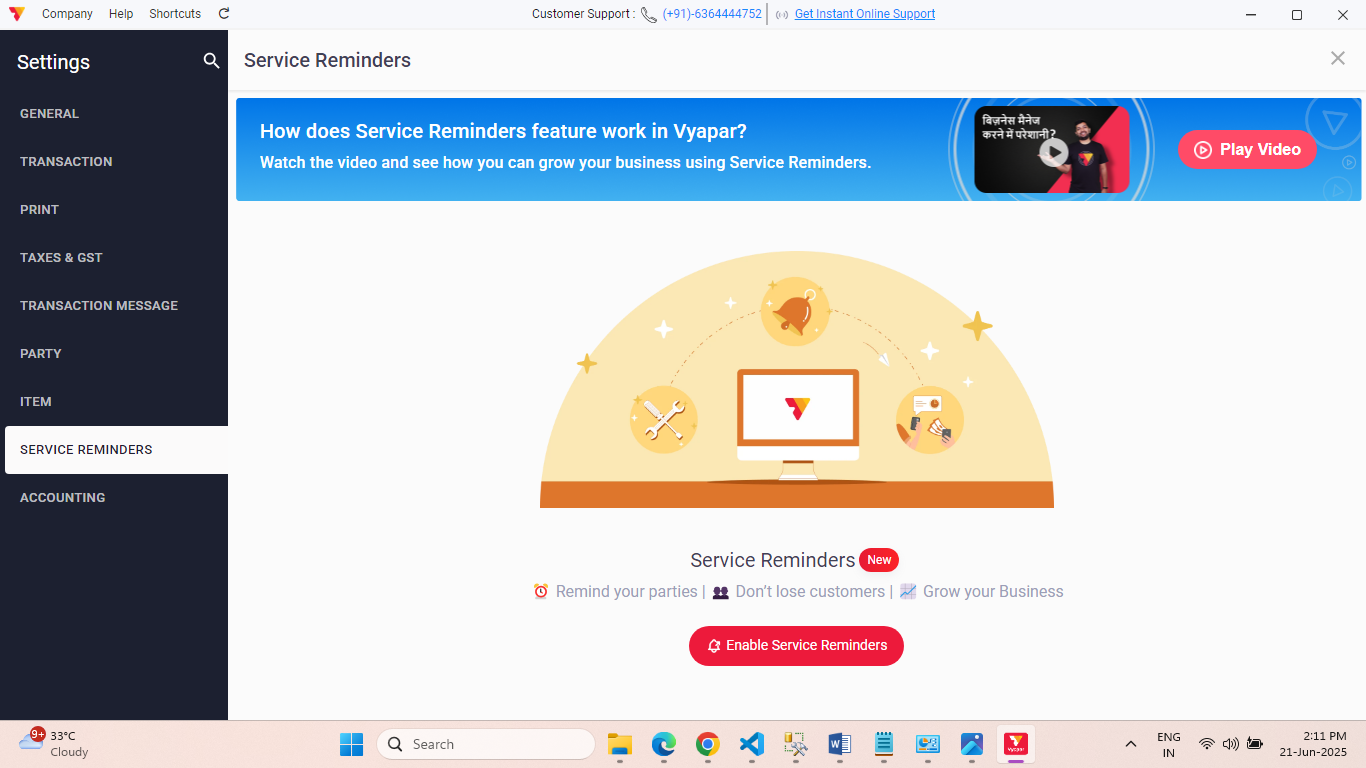 Company Help Shortcuts
Customer Support : (+91)-6364444752 Get Instant Online Support
Settings
GENERAL
TRANSACTION
PRINT
TAXES & GST
TRANSACTION MESSAGE
PARTY
ITEM
SERVICE REMINDERS
ACCOUNTING
Service Reminders
How does Service Reminders feature work in Vyapar?
Watch the video and see how you can grow your business using Service Reminders.
बिज़नेस मैनेज
करने में परेशानी?
Play Video
Service Reminders New
Remind your parties | Don’t lose customers | Grow your Business
Enable Service Reminders
9+
33°C
Cloudy
Search
Vyapar
ENG
IN
2:11 PM
21-Jun-2025